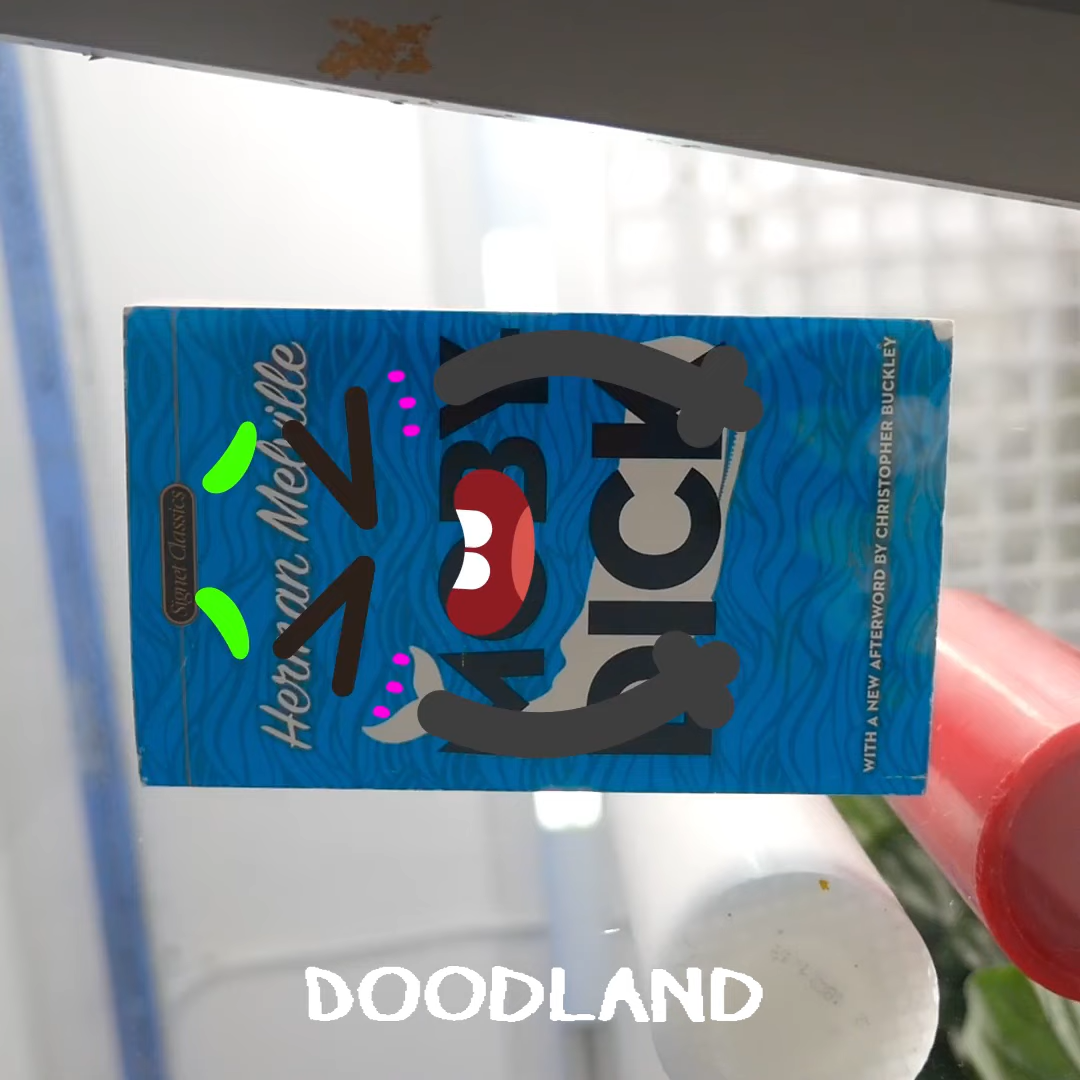 Signet Classics
Herman Melville
MOBY
DICK
WITH A NEW AFTERWORD BY CHRISTOPHER BUCKLEY
DOODLAND